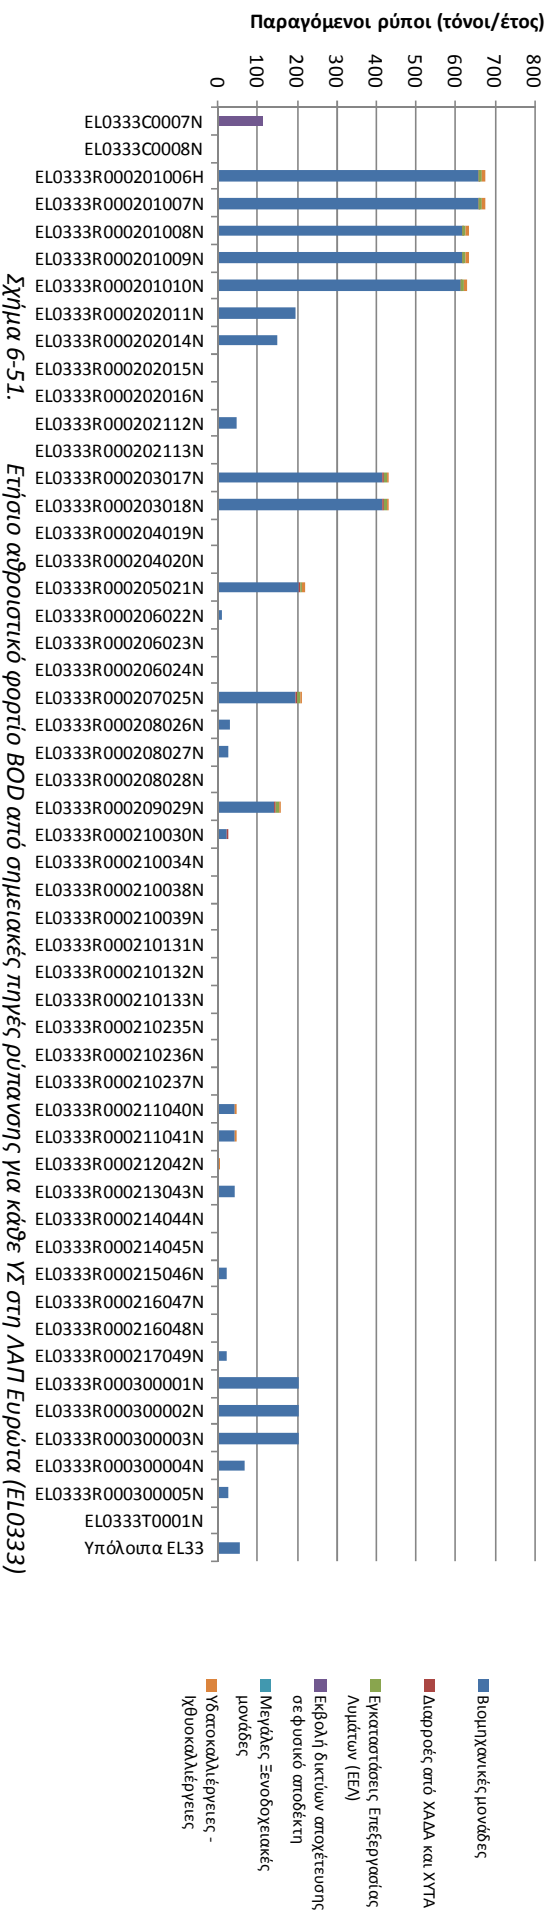 Παραγόμενοι ρύποι (τόνοι/έτος)
0
100
200
300
400
500
600
700
800
EL0333C0007N
EL0333C0008N
EL0333R000201006H
EL0333R000201007N
EL0333R000201008N
EL0333R000201009N
EL0333R000201010N
EL0333R000202011N
EL0333R000202014N
EL0333R000202015N
EL0333R000202016N
EL0333R000202112N
EL0333R000202113N
EL0333R000203017N
EL0333R000203018N
EL0333R000204019N
EL0333R000204020N
EL0333R000205021N
EL0333R000206022N
EL0333R000206023N
EL0333R000206024N
EL0333R000207025N
EL0333R000208026N
EL0333R000208027N
EL0333R000208028N
EL0333R000209029N
EL0333R000210030N
EL0333R000210034N
EL0333R000210038N
EL0333R000210039N
EL0333R000210131N
EL0333R000210132N
EL0333R000210133N
EL0333R000210235N
EL0333R000210236N
EL0333R000210237N
EL0333R000211040N
EL0333R000211041N
EL0333R000212042N
EL0333R000213043N
EL0333R000214044N
EL0333R000214045N
EL0333R000215046N
EL0333R000216047N
EL0333R000216048N
EL0333R000217049N
EL0333R000300001N
EL0333R000300002N
EL0333R000300003N
EL0333R000300004N
EL0333R000300005N
EL0333T0001N
Υπόλοιπα EL33
Βιομηχανικές μονάδες
Διαρροές από ΧΑΔΑ και ΧΥΤΑ
Εγκαταστάσεις Επεξεργασίας
Λυμάτων (ΕΕΛ)
Εκβολή δικτύων αποχέτευσης
σε φυσικό αποδέκτη
Μεγάλες Ξενοδοχειακές
μονάδες
Υδατοκαλλιέργειες -
Ιχθυοκαλλιέργειες
Σχήμα 6-51. Ετήσιο αθροιστικό φορτίο BOD από σημειακές πηγές ρύπανσης για κάθε ΥΣ στη ΛΑΠ Ευρώτα (EL0333)